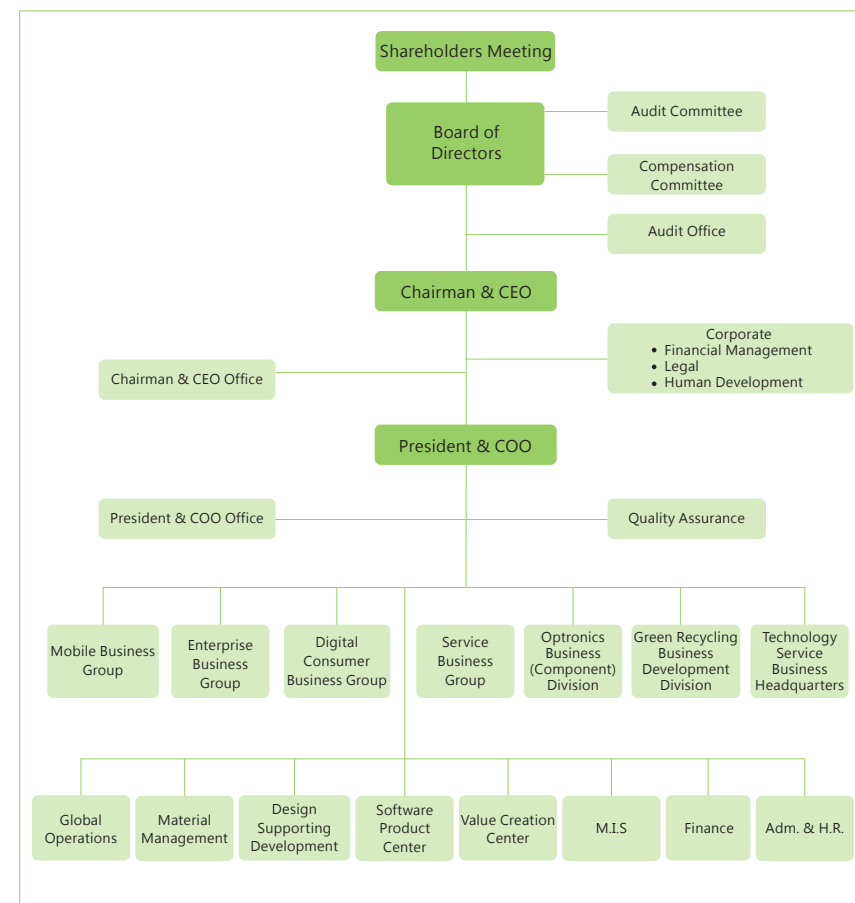 Shareholders Meeting
Board of
Directors
Audit Committee
Compensation
Committee
Audit Office
Chairman & CEO
Corporate
• Financial Management
• Legal
• Human Development
Chairman & CEO Office
President & COO
President & COO Office
Quality Assurance
Mobile Business
Group
Enterprise
Business
Group
Digital
Consumer
Business Group
Service
Business
Group
Optronics
Business
(Component)
Division
Green Recycling
Business
Development
Division
Technology
Service
Business
Headquarters
Global
Operations
Material
Management
Design
Supporting
Development
Software
Product
Center
Value Creation
Center
M.I.S
Finance
Adm. & H.R.